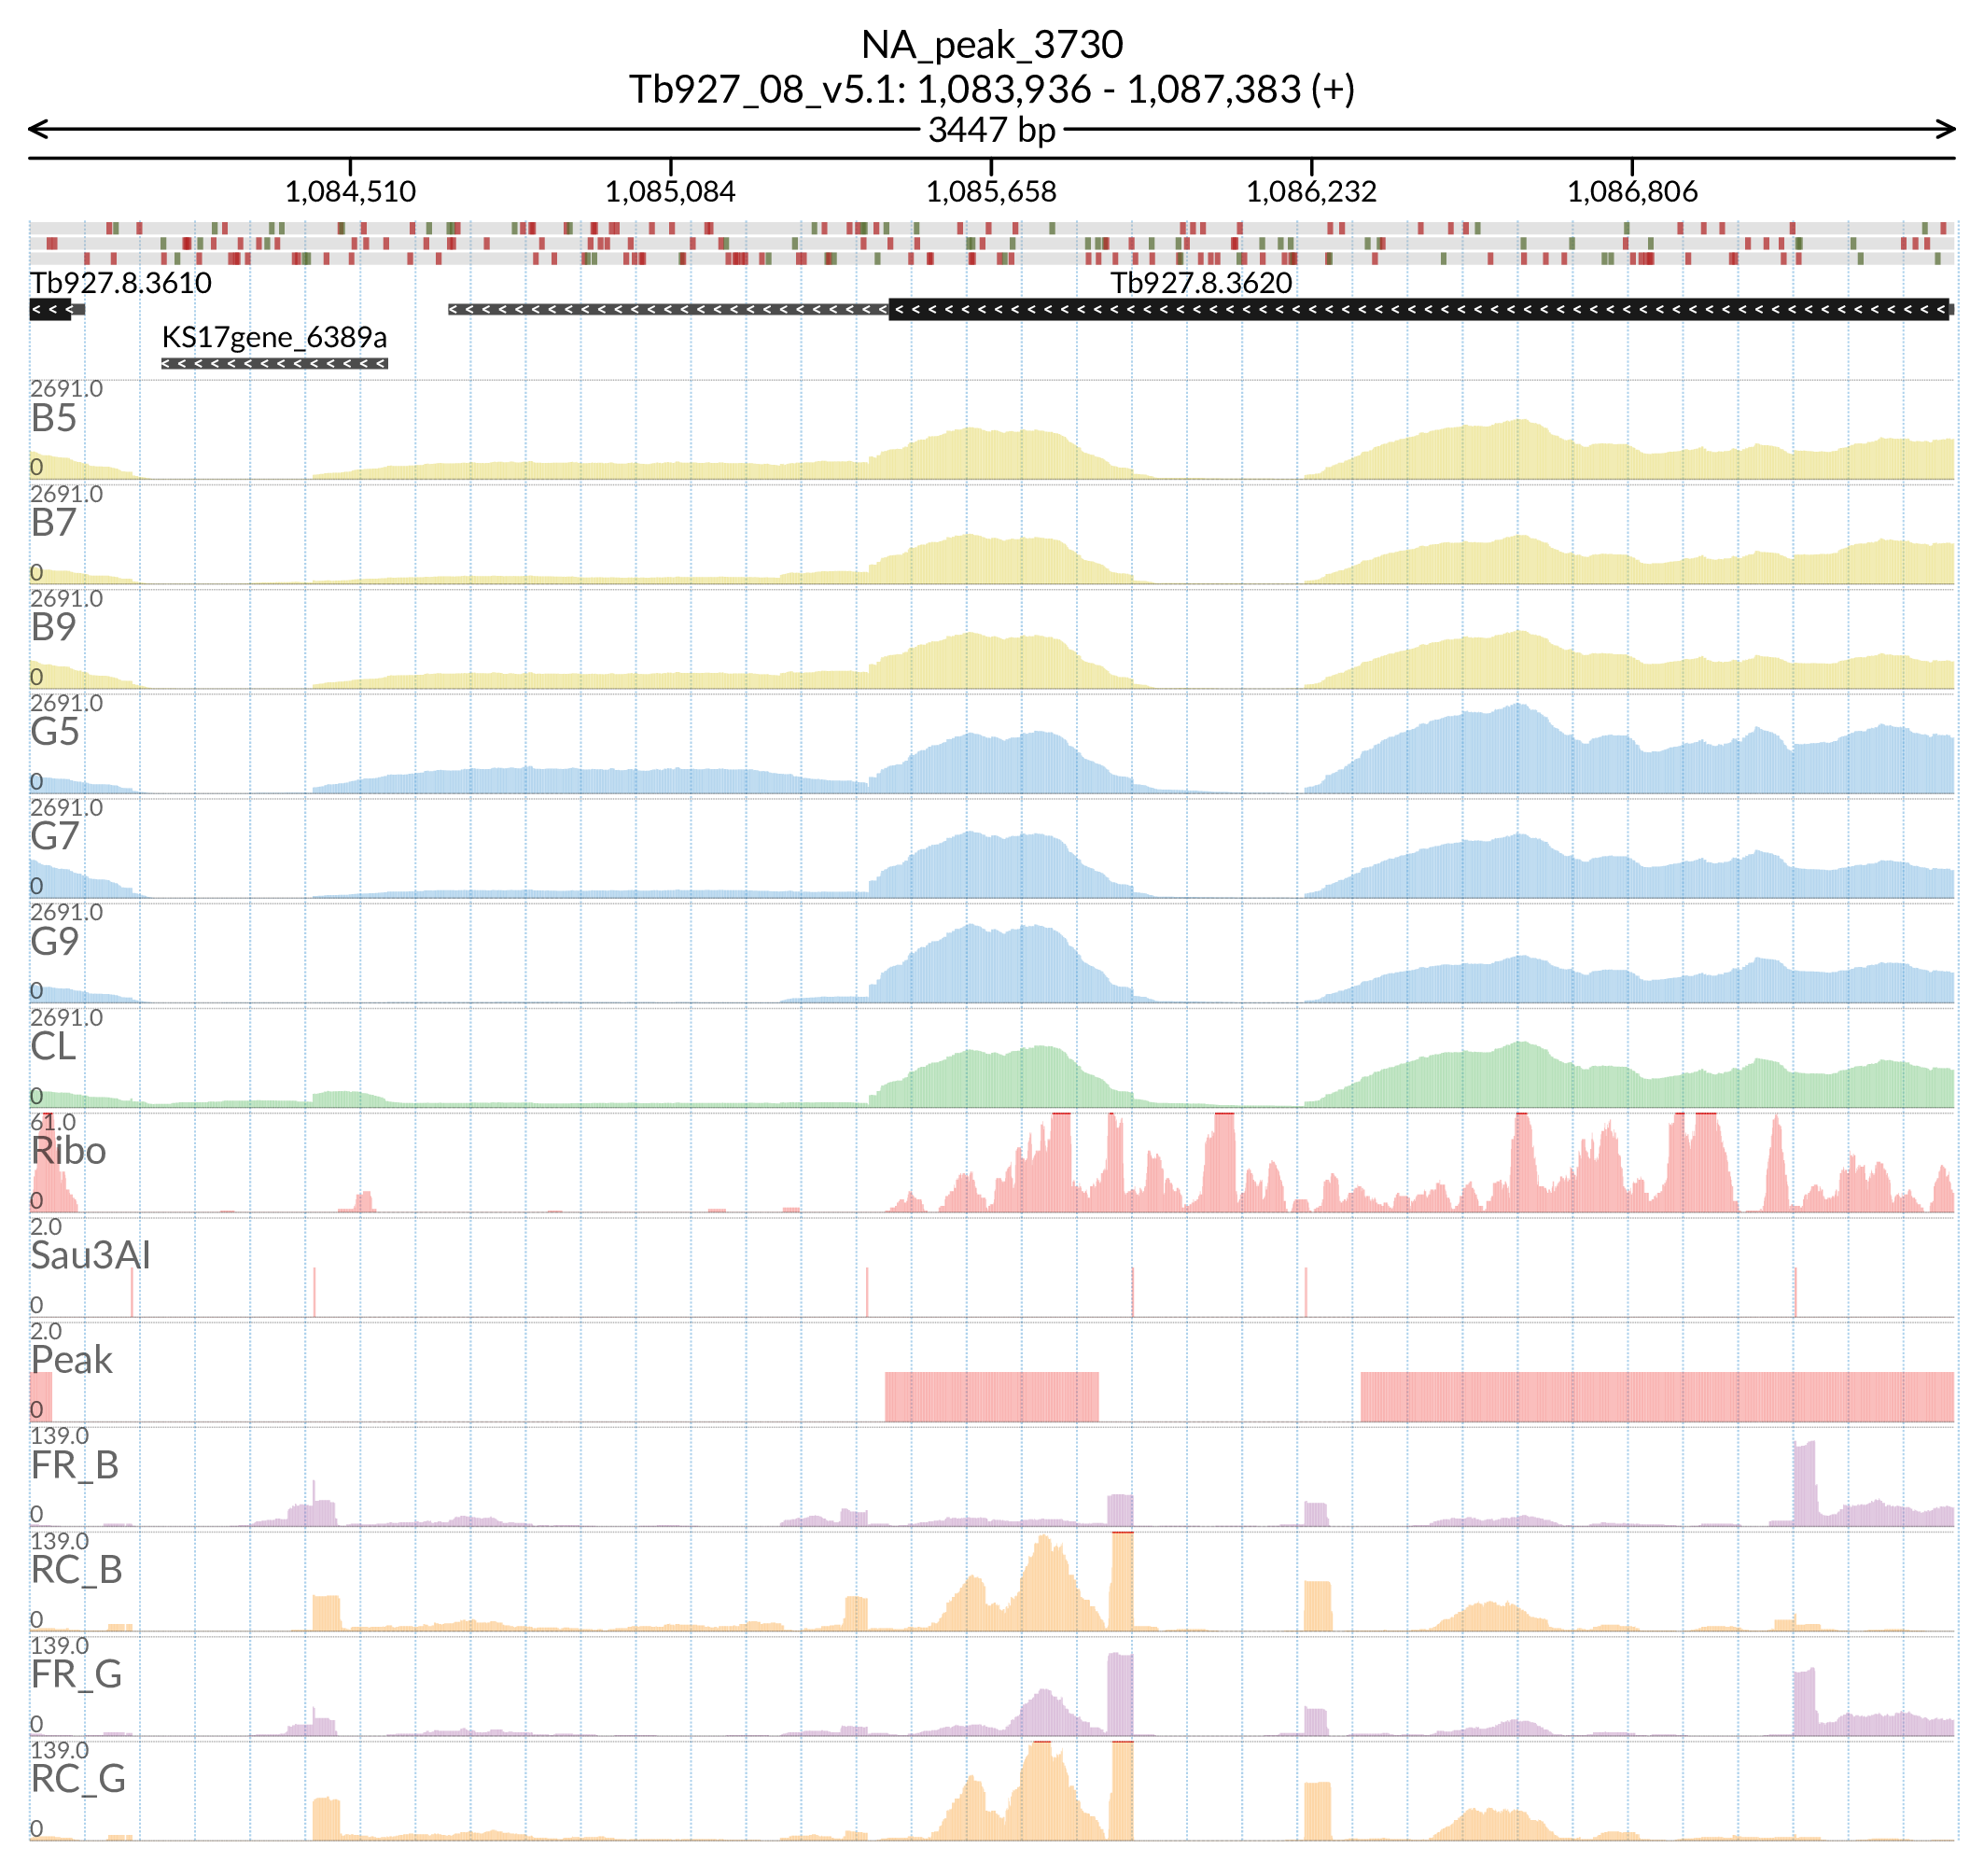 NA_peak_3730
Tb927_08_v5.1: 1,083,936 - 1,087,383 (+)
3447 bp
1,084,510 1,085,084 1,085,658 1,086,232 1,086,806
Tb927.8.3610 Tb927.8.3620
KS17gene_6389a
2691.0
B5
0
2691.0
B7
0
2691.0
B9
0
2691.0
G5
0
2691.0
G7
0
2691.0
G9
0
2691.0
CL
0
61.0
Ribo
0
2.0
Sau3AI
0
2.0
Peak
0
139.0
FR_B
0
139.0
RC_B
0
139.0
FR_G
0
139.0
RC_G
0